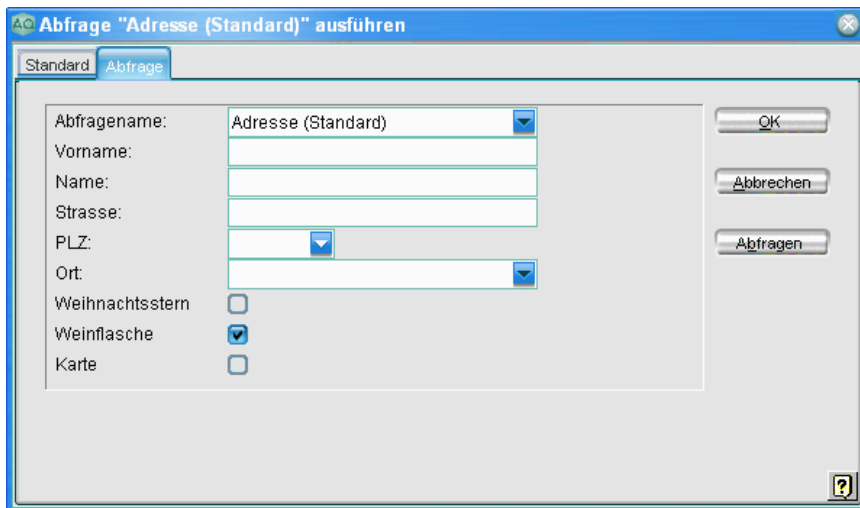 AQ Abfrage "Adresse (Standard)" ausführen
Standard Abfrage
Abfragename: Adresse (Standard) OK
Vorname:
Name: Abbrechen
Strasse:
PLZ: Abfragen
Ort:
Weihnachtsstern
Weinflasche
Karte
?